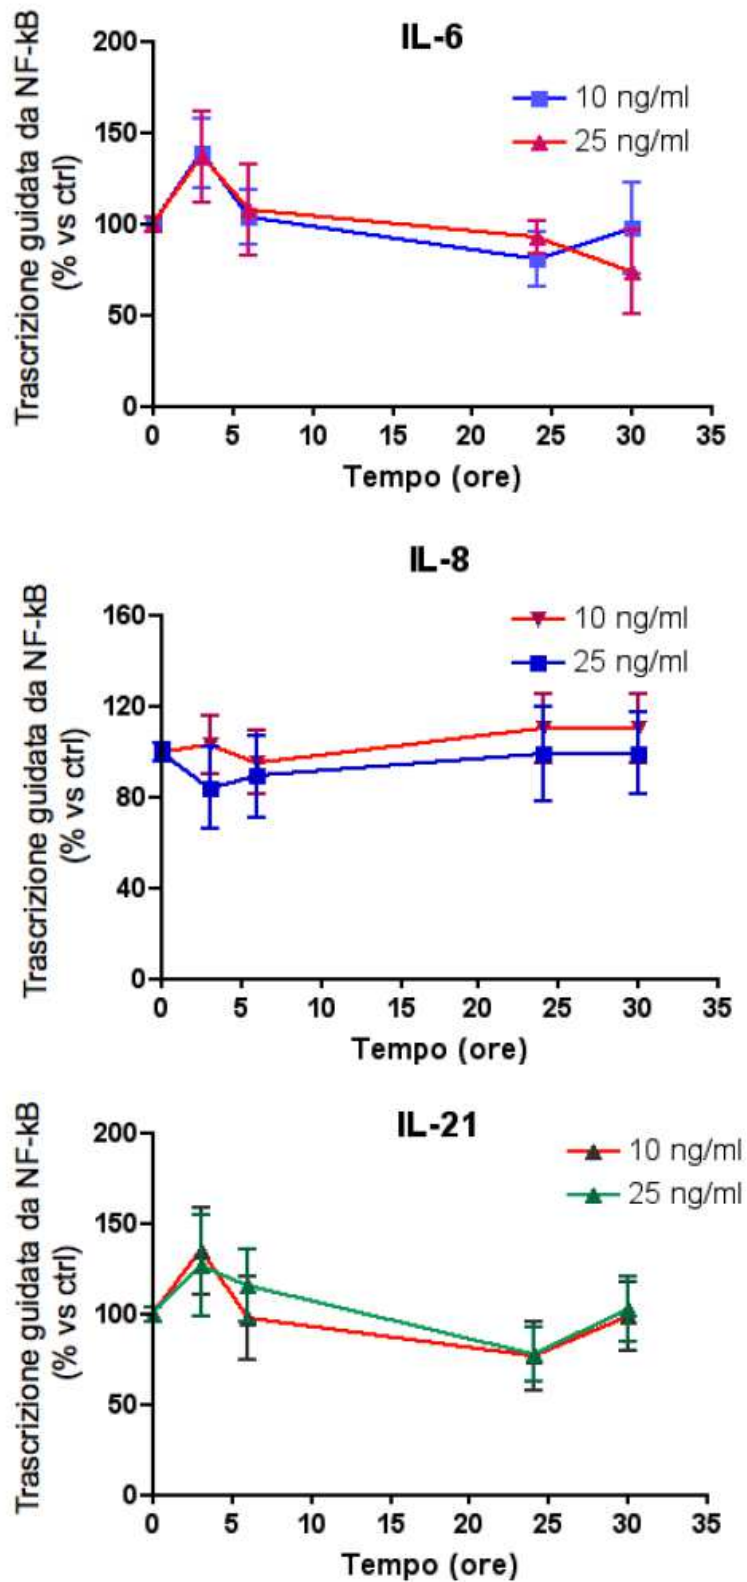 IL-6
10 ng/ml
25 ng/ml
Trascrizione guidata da NF-kB
(% vs ctrl)
200
150
100
50
0
0 5 10 15 20 25 30 35
Tempo (ore)
IL-8
10 ng/ml
25 ng/ml
Trascrizione guidata da NF-kB
(% vs ctrl)
160
120
80
40
0
0 5 10 15 20 25 30 35
Tempo (ore)
IL-21
10 ng/ml
25 ng/ml
Trascrizione guidata da NF-kB
(% vs ctrl)
200
150
100
50
0
0 5 10 15 20 25 30 35
Tempo (ore)